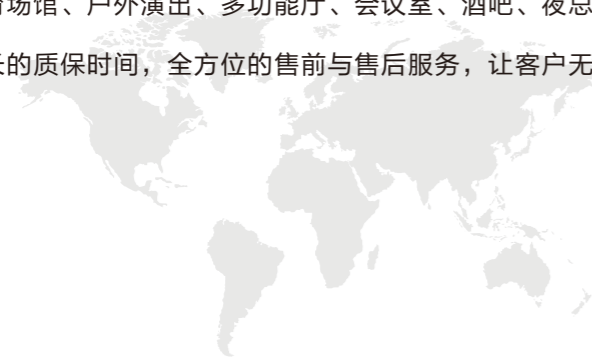 场馆、户外演出、多功能厅、会议室、酒吧、夜总
的质保时间，全方位的售前与售后服务，让客户无